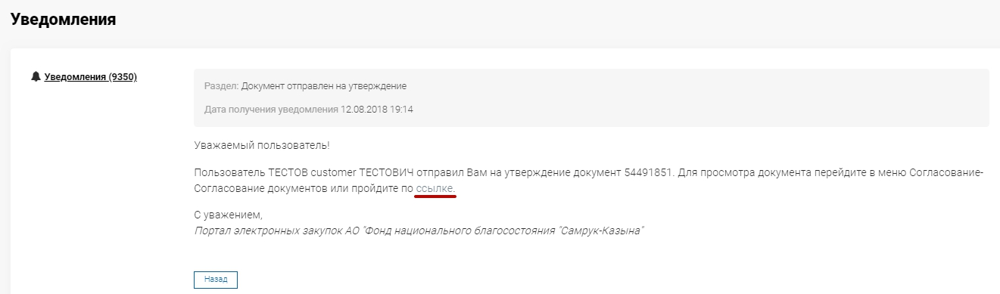 Уведомления
Уведомления (9350)
Раздел: Документ отправлен на утверждение
Дата получения уведомления 12.08.2018 19:14
Уважаемый пользователь!
Пользователь ТЕСТОВ customer ТЕСТОВИЧ отправил Вам на утверждение документ 54491851. Для просмотра документа перейдите в меню Согласование-
Согласование документов или пройдите по ссылке.
С уважением,
Портал электронных закупок АО "Фонд национального благосостояния "Самрук-Казына"
Назад